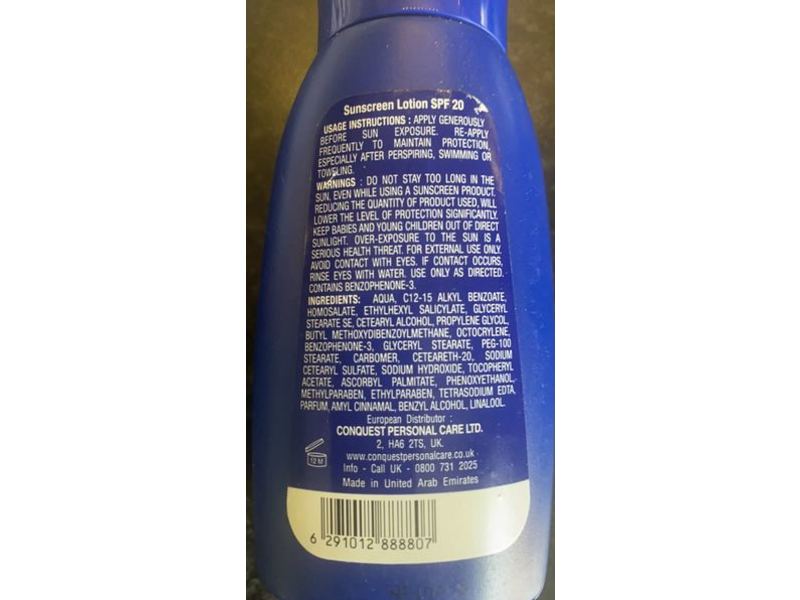 Sunscreen Lotion SPF 20
USAGE INSTRUCTIONS : APPLY GENEROUSLY
BEFORE SUN EXPOSURE. RE-APPLY
FREQUENTLY TO MAINTAIN PROTECTION,
ESPECIALLY AFTER PERSPIRING, SWIMMING OR
TOWELING.
WARNINGS : DO NOT STAY TOO LONG IN THE
SUN, EVEN WHILE USING A SUNSCREEN PRODUCT.
REDUCING THE QUANTITY OF PRODUCT USED, WILL
LOWER THE LEVEL OF PROTECTION SIGNIFICANTLY.
KEEP BABIES AND YOUNG CHILDREN OUT OF DIRECT
SUNLIGHT. OVER-EXPOSURE TO THE SUN IS A
SERIOUS HEALTH THREAT. FOR EXTERNAL USE ONLY.
AVOID CONTACT WITH EYES. IF CONTACT OCCURS,
RINSE EYES WITH WATER. USE ONLY AS DIRECTED.
CONTAINS BENZOPHENONE-3.
INGREDIENTS: AQUA, C12-15 ALKYL BENZOATE,
HOMOSALATE, ETHYLHEXYL SALICYLATE, GLYCERYL
STEARATE SE, CETEARYL ALCOHOL, PROPYLENE GLYCOL,
BUTYL METHOXYDIBENZOYLMETHANE, OCTOCRYLENE,
BENZOPHENONE-3, GLYCERYL STEARATE, PEG-100
STEARATE, CARBOMER, CETEARETH-20, SODIUM
CETEARYL SULFATE, SODIUM HYDROXIDE, TOCOPHERYL
ACETATE, ASCORBYL PALMITATE, PHENOXYETHANOL,
METHYLPARABEN, ETHYLPARABEN, TETRASODIUM EDTA,
PARFUM, AMYL CINNAMAL, BENZYL ALCOHOL, LINALOOL.
European Distributor :
CONQUEST PERSONAL CARE LTD.
2, HA6 2TS, UK.
www.conquestpersonalcare.co.uk
Info - Call UK - 0800 731 2025
Made in United Arab Emirates
12 M
6 291012 888807